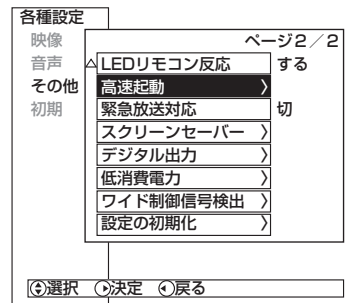 各種設定
映像
音声
その他
初期
ページ2／2
△LEDリモコン反応 する
高速起動 〉
緊急放送対応 切
スクリーンセーバー 〉
デジタル出力 〉
低消費電力 〉
ワイド制御信号検出 〉
設定の初期化 〉
選択 決定 戻る